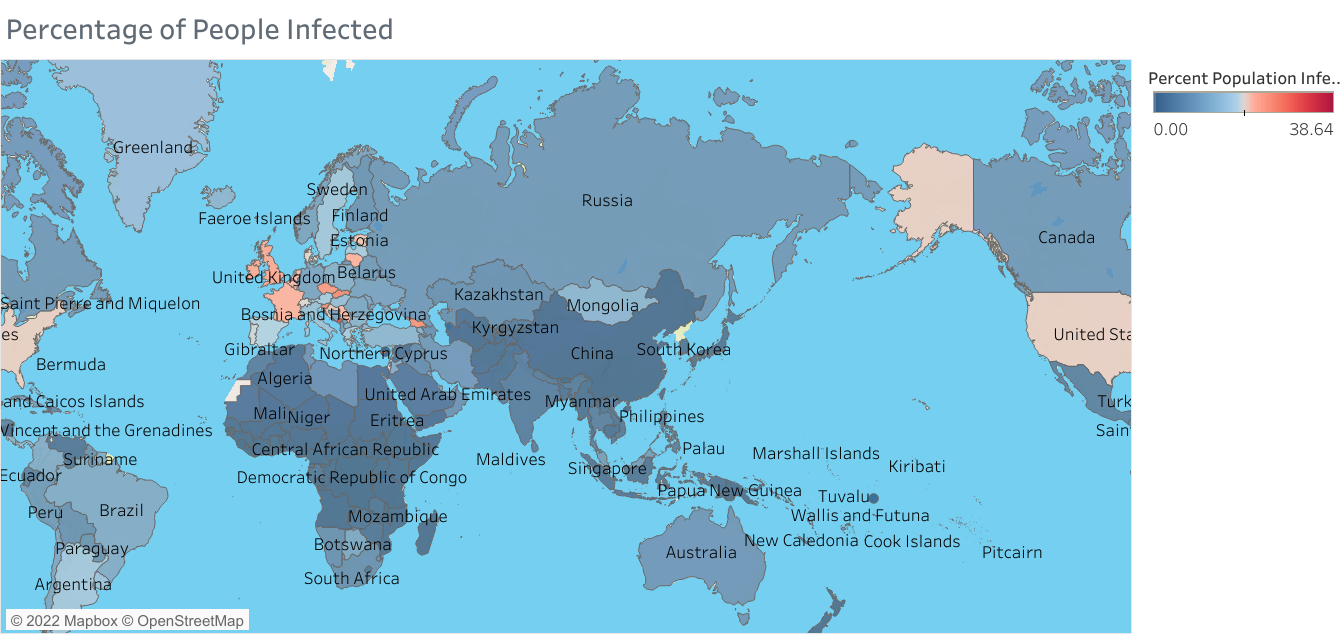 Percentage of People Infected
Percent Population Infe..
0.00 38.64
Greenland
Sweden
Russia
Faeroe Islands
Finland
Canada
Estonia
United Kingdom
Belarus
Saint Pierre and Miquelon
Kazakhstan
Mongolia
Bosnia and Herzegovina
Kyrgyzstan
es
United Sta
Gibraltar
Northern Cyprus
China
South Korea
Bermuda
Algeria
United Arab Emirates
Myanmar
and Caicos Islands
Turk
Mali
Niger
Eritrea
Philippines
Vincent and the Grenadines
Sain
Central African Republic
Palau
Marshall Islands
Suriname
Maldives
Singapore
Kiribati
Ecuador
Democratic Republic of Congo
Papua New Guinea
Tuvalu
Peru
Brazil
Mozambique
Wallis and Futuna
Paraguay
Botswana
Australia
New Caledonia
Cook Islands
Pitcairn
Argentina
South Africa
© 2022 Mapbox © OpenStreetMap